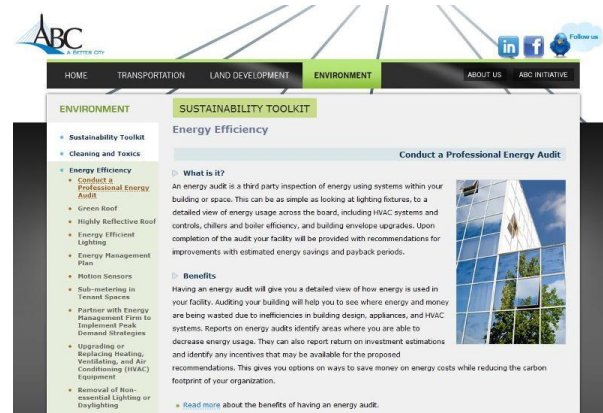 ABC
A BETTER CITY
in f Follow us
HOME TRANSPORTATION LAND DEVELOPMENT ENVIRONMENT ABOUT US ABC INITIATIVE
ENVIRONMENT
Sustainability Toolkit
Cleaning and Toxics
Energy Efficiency
Conduct a
Professional Energy
Audit
Green Roof
Highly Reflective Roof
Energy Efficient
Lighting
Energy Management
Plan
Motion Sensors
Sub-metering in
Tenant Spaces
Partner with Energy
Management Firm to
Implement Peak
Demand Strategies
Upgrading or
Replacing Heating,
Ventilating, and Air
Conditioning (HVAC)
Equipment
Removal of Non-
essential Lighting or
Daylighting
SUSTAINABILITY TOOLKIT
Energy Efficiency
Conduct a Professional Energy Audit
What is it?
An energy audit is a third party inspection of energy using systems within your
building or space. This can be as simple as looking at lighting fixtures, to a
detailed view of energy usage across the board, including HVAC systems and
controls, chillers and boiler efficiency, and building envelope upgrades. Upon
completion of the audit your facility will be provided with recommendations for
improvements with estimated energy savings and payback periods.
Benefits
Having an energy audit will give you a detailed view of how energy is used in
your facility. Auditing your building will help you to see where energy and money
are being wasted due to inefficiencies in building design, appliances, and HVAC
systems. Reports on energy audits identify areas where you are able to
decrease energy usage. They can also report return on investment estimations
and identify any incentives that may be available for the proposed
recommendations. This gives you options on ways to save money on energy costs while reducing the carbon
footprint of your organization.
Read more about the benefits of having an energy audit.